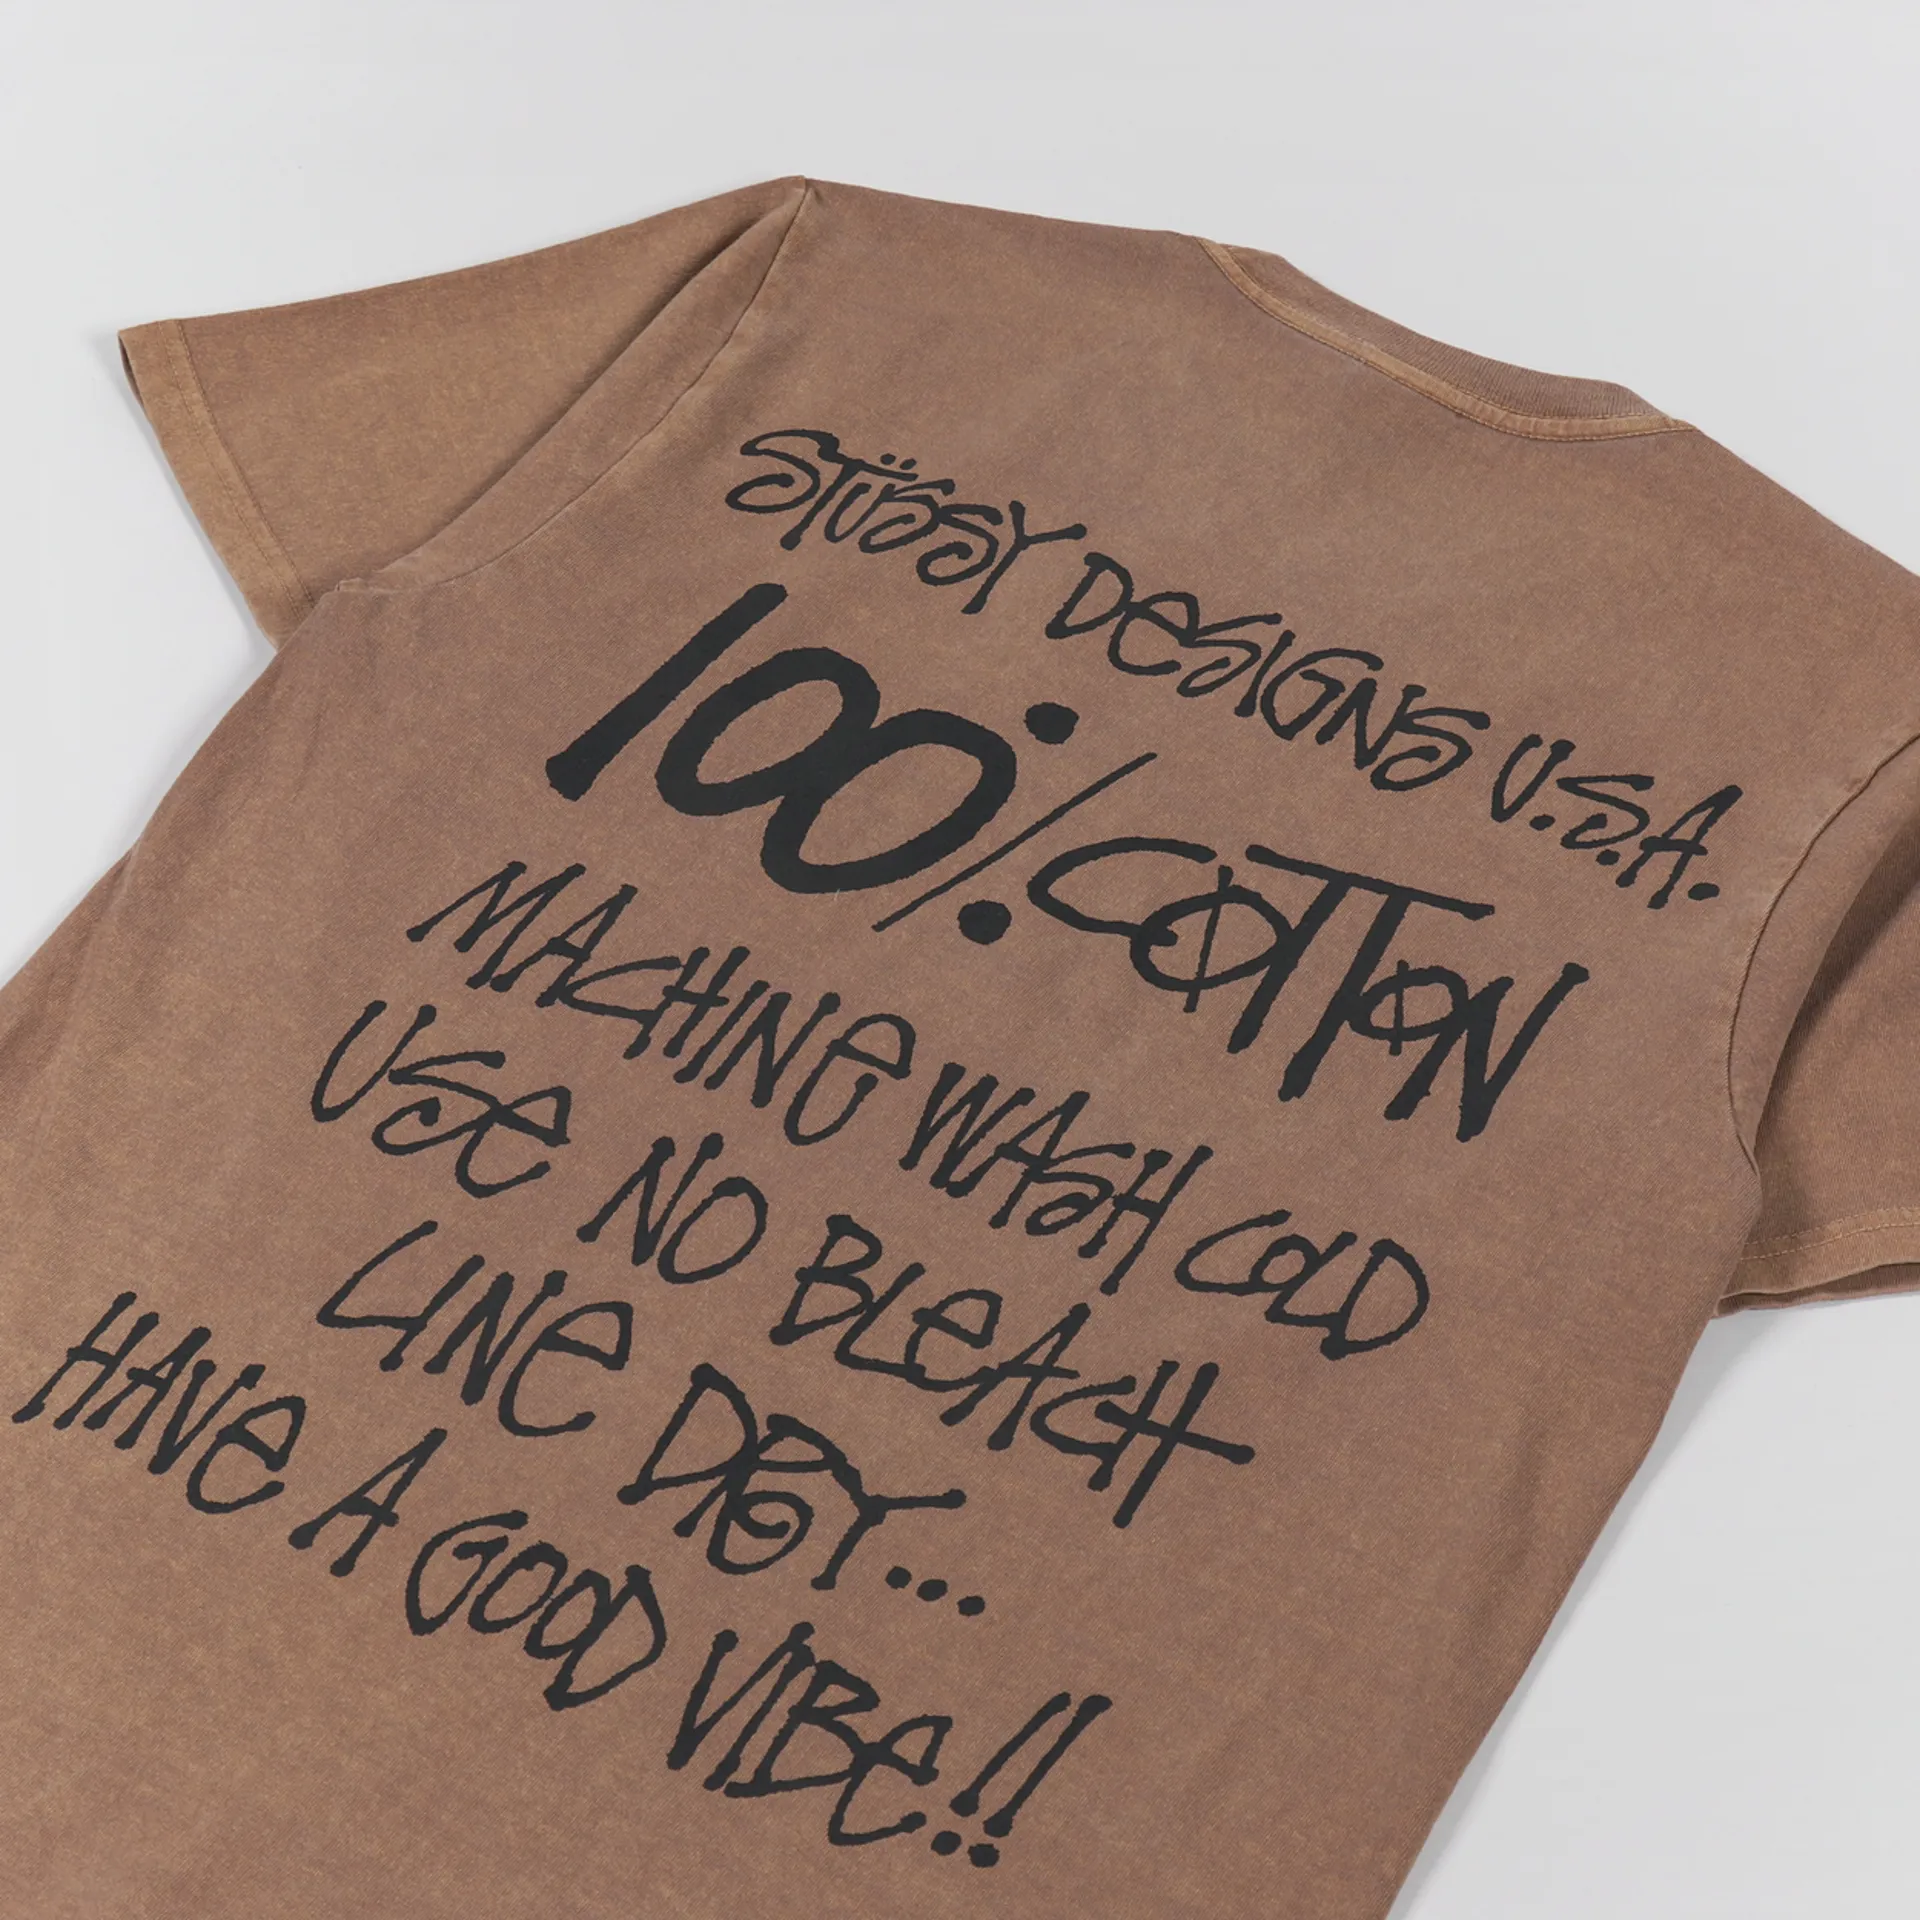 STÜSSY DESIGNS U.S.A.
100% COTTON
MACHINE WASH COLD
USE NO BLEACH
LINE DRY...
HAVE A GOOD VIBE!!